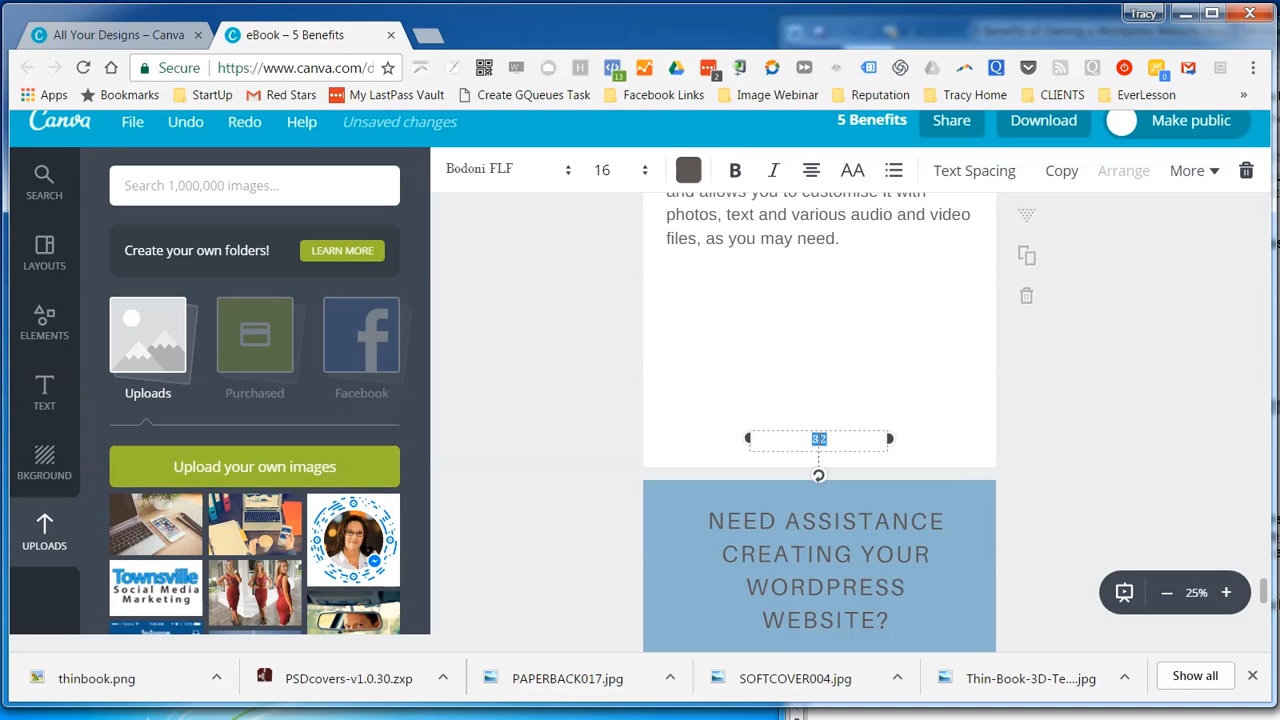 Tracy
All Your Designs – Canva
eBook – 5 Benefits
Secure
https://www.canva.com/d
13
2
0
Apps
Bookmarks
StartUp
Red Stars
My LastPass Vault
Create GQueues Task
Facebook Links
Image Webinar
Reputation
Tracy Home
CLIENTS
EverLesson
»
Canva
File
Undo
Redo
Help
Unsaved changes
5 Benefits
Share
Download
Make public
SEARCH
LAYOUTS
ELEMENTS
TEXT
BKGROUND
UPLOADS
Search 1,000,000 images...
Create your own folders!
LEARN MORE
Uploads
Purchased
Facebook
Upload your own images
Townsville
Social Media
Marketing
Bodoni FLF
16
B
I
AA
Text Spacing
Copy
Arrange
More
and allows you to customise it with
photos, text and various audio and video
files, as you may need.
32
NEED ASSISTANCE
CREATING YOUR
WORDPRESS
WEBSITE?
25%
thinbook.png
PSDcovers-v1.0.30.zxp
PAPERBACK017.jpg
SOFTCOVER004.jpg
Thin-Book-3D-Te....jpg
Show all